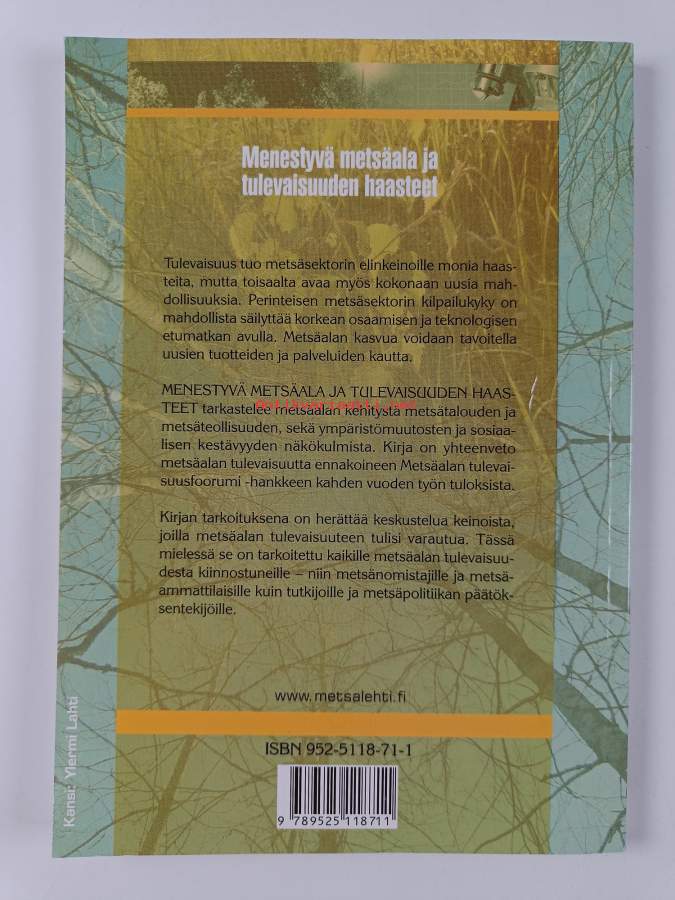 Menestyvä metsäala ja
tulevaisuuden haasteet
Tulevaisuus tuo metsäsektorin elinkeinoille monia haas-
teita, mutta toisaalta avaa myös kokonaan uusia mah-
dollisuuksia. Perinteisen metsäsektorin kilpailukyky on
mahdollista säilyttää korkean osaamisen ja teknologisen
etumatkan avulla. Metsäalan kasvua voidaan tavoitella
uusien tuotteiden ja palveluiden kautta.
MENESTYVÄ METSÄALA JA TULEVAISUUDEN HAAS-
TEET tarkastelee metsäalan kehitystä metsätalouden ja
metsäteollisuuden, sekä ympäristömuutosten ja sosiaa-
lisen kestävyyden näkökulmista. Kirja on yhteenveto
metsäalan tulevaisuutta ennakoineen Metsäalan tulevai-
suusfoorumi -hankkeen kahden vuoden työn tuloksista.
Kirjan tarkoituksena on herättää keskustelua keinoista,
joilla metsäalan tulevaisuuteen tulisi varautua. Tässä
mielessä se on tarkoitettu kaikille metsäalan tulevaisuu-
desta kiinnostuneille – niin metsänomistajille ja metsä-
ammattilaisille kuin tutkijoille ja metsäpolitiikan päätök-
sentekijöille.
www.metsalehti.fi
ISBN 952-5118-71-1
9 789525 118711
Kansi: Ylermi Lahti